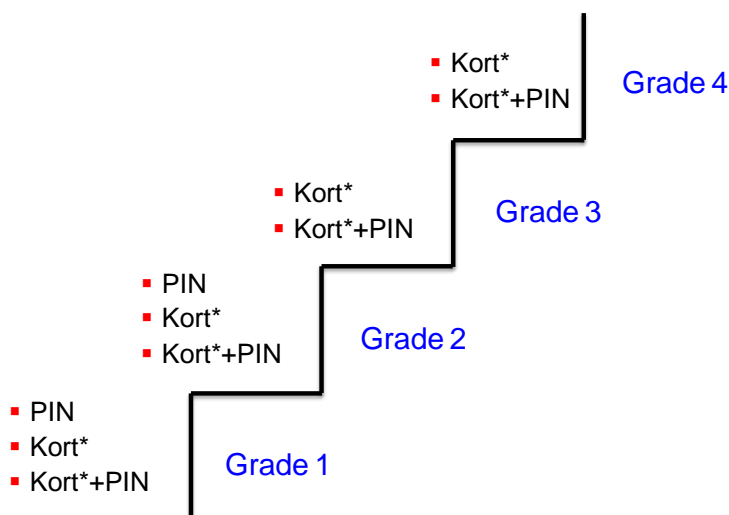 ▪ Kort*
▪ Kort*+PIN
Grade 4
▪ Kort*
▪ Kort*+PIN
Grade 3
▪ PIN
▪ Kort*
▪ Kort*+PIN
Grade 2
▪ PIN
▪ Kort*
▪ Kort*+PIN
Grade 1